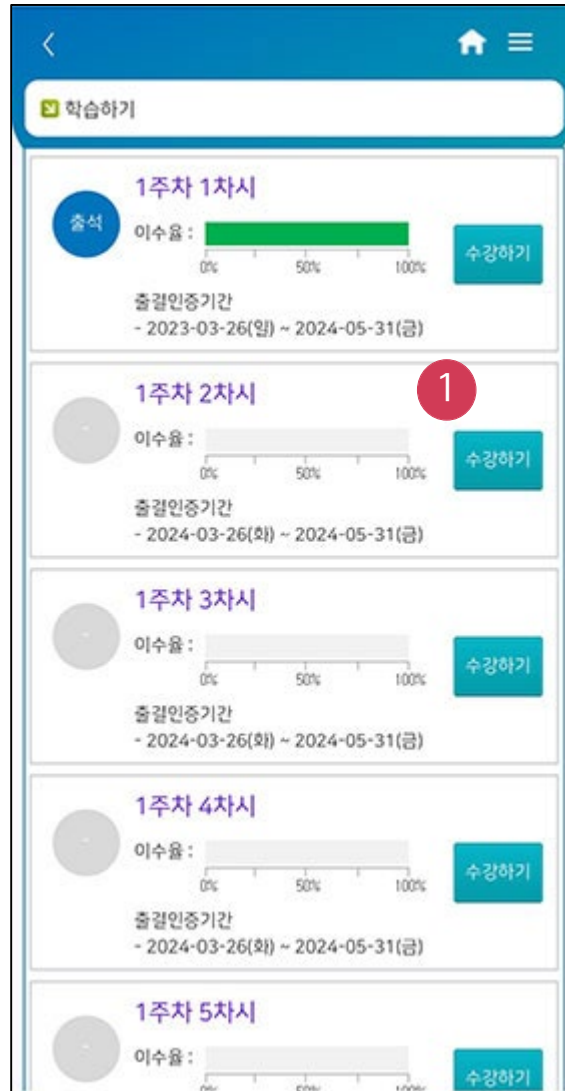 학습하기
1주차 1차시
출석
이수율 :
수강하기
0% 50% 100%
출결인증기간
- 2023-03-26(일) ~ 2024-05-31(금)
1
1주차 2차시
-
이수율 :
수강하기
0% 50% 100%
출결인증기간
- 2024-03-26(화) ~ 2024-05-31(금)
1주차 3차시
-
이수율 :
수강하기
0% 50% 100%
출결인증기간
- 2024-03-26(화) ~ 2024-05-31(금)
1주차 4차시
-
이수율 :
수강하기
0% 50% 100%
출결인증기간
- 2024-03-26(화) ~ 2024-05-31(금)
1주차 5차시
-
이수율 :
수강하기
0% 50% 100%